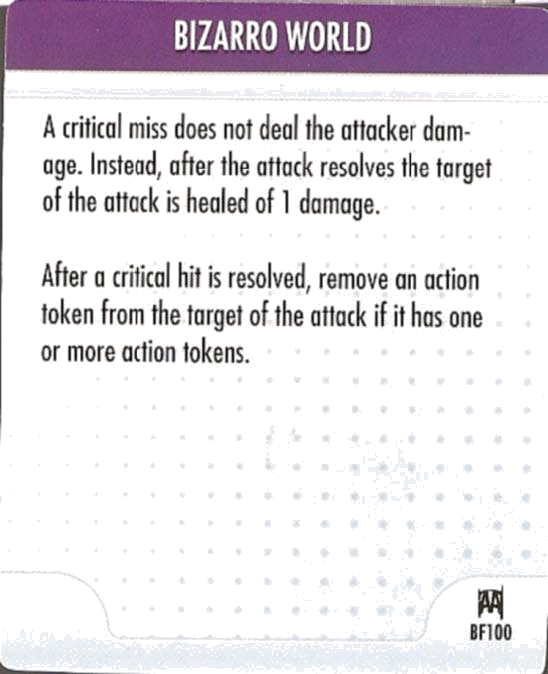 BIZARRO WORLD
A critical miss does not deal the attacker dam-
age. Instead, after the attack resolves the target
of the attack is healed of 1 damage.
After a critical hit is resolved, remove an action
token from the target of the attack if it has one
or more action tokens.
BF100